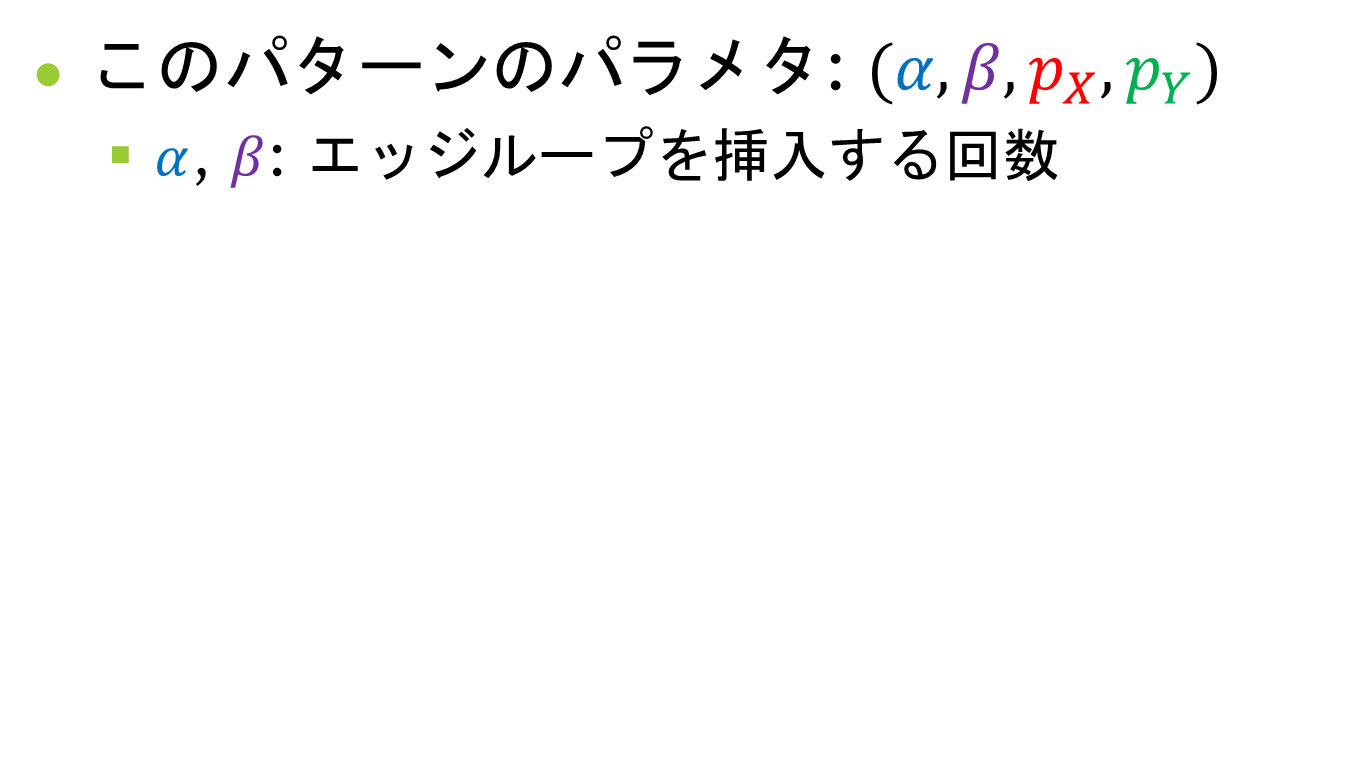 ● このパターンのパラメタ: (α, β, p_X, p_Y)
■ α, β: エッジループを挿入する回数